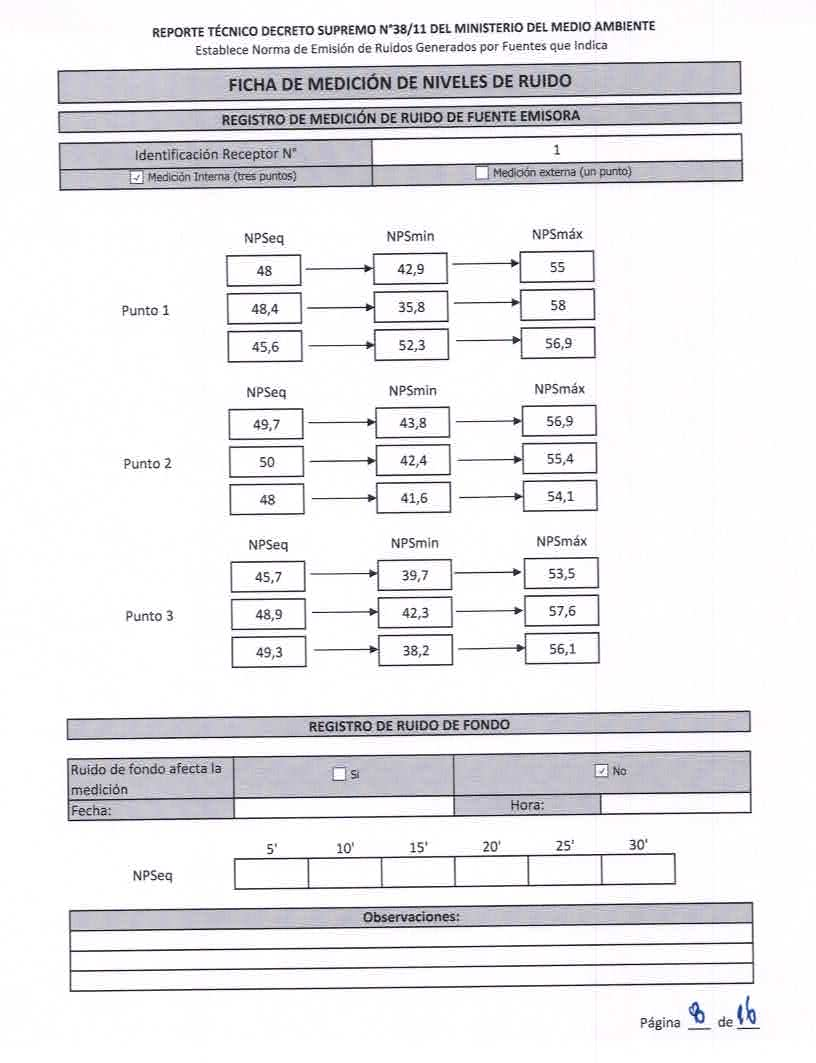 REPORTE TÉCNICO DECRETO SUPREMO N°38/11 DEL MINISTERIO DEL MEDIO AMBIENTE
Establece Norma de Emisión de Ruidos Generados por Fuentes que Indica
FICHA DE MEDICIÓN DE NIVELES DE RUIDO
REGISTRO DE MEDICIÓN DE RUIDO DE FUENTE EMISORA
Identificación Receptor N° 1
Medición Interna (tres puntos) Medición externa (un punto)
NPSeq NPSmin NPSmáx
48 42,9 55
Punto 1 48,4 35,8 58
45,6 52,3 56,9
NPSeq NPSmin NPSmáx
49,7 43,8 56,9
Punto 2 50 42,4 55,4
48 41,6 54,1
NPSeq NPSmin NPSmáx
45,7 39,7 53,5
Punto 3 48,9 42,3 57,6
49,3 38,2 56,1
REGISTRO DE RUIDO DE FONDO
Ruido de fondo afecta la
medición Si No
Fecha: Hora:
5' 10' 15' 20' 25' 30'
NPSeq
Observaciones:
Página 8 de 16